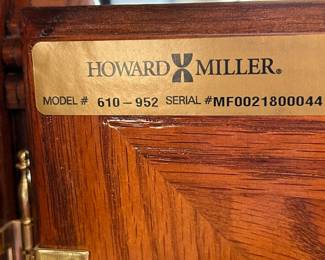 HOWARD MILLER®
MODEL # 610-952 SERIAL #MF0021800044